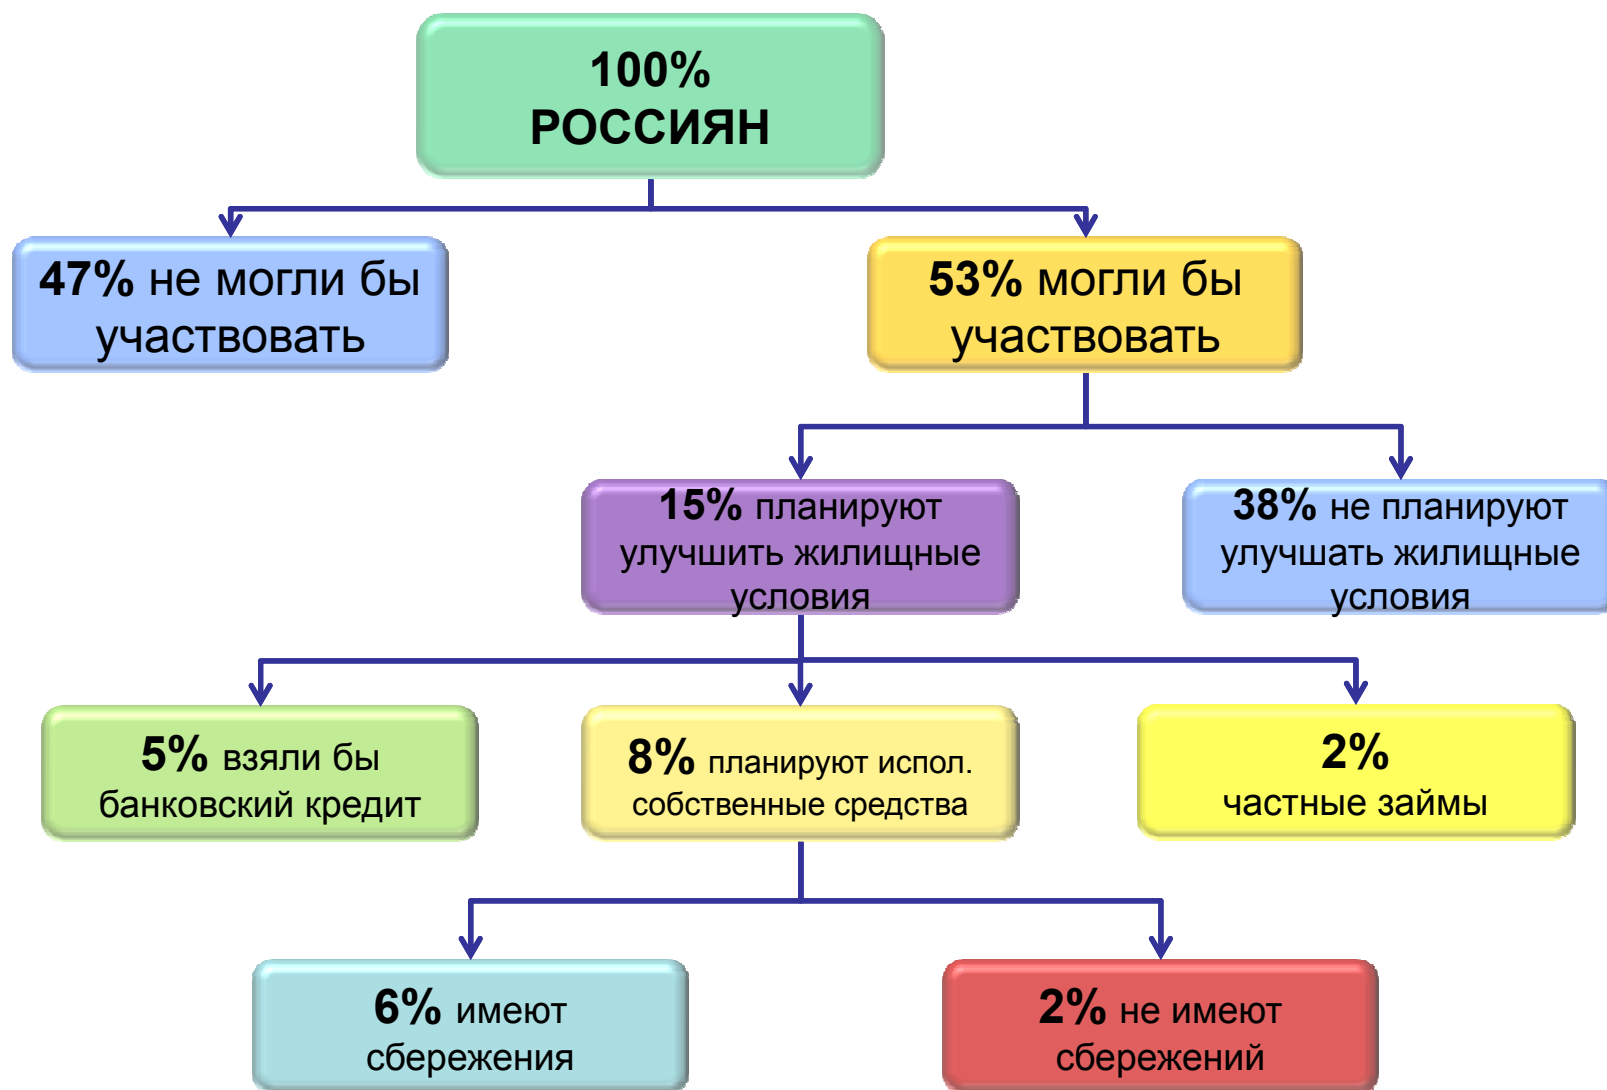 100%
РОССИЯН
47% не могли бы
участвовать
53% могли бы
участвовать
15% планируют
улучшить жилищные
условия
38% не планируют
улучшать жилищные
условия
5% взяли бы
банковский кредит
8% планируют испол.
собственные средства
2%
частные займы
6% имеют
сбережения
2% не имеют
сбережений